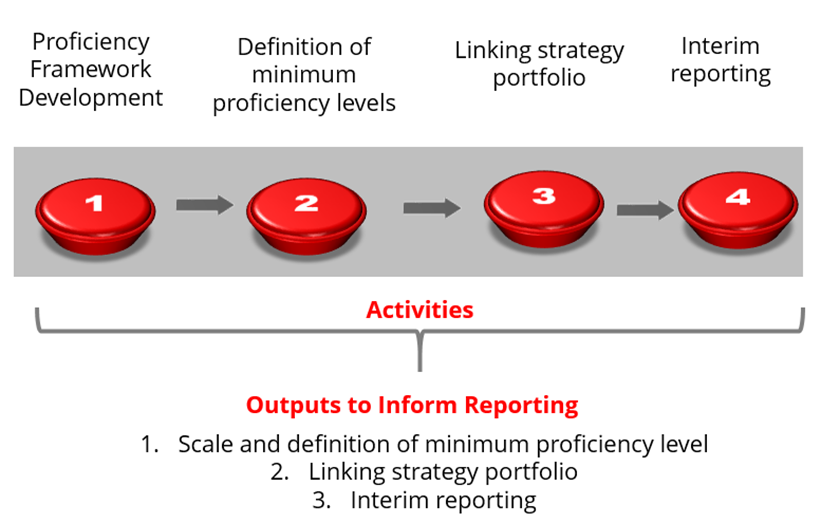 Proficiency
Framework
Development
Definition of
minimum
proficiency levels
Linking strategy
portfolio
Interim
reporting
1
2
3
4
Activities
Outputs to Inform Reporting
1. Scale and definition of minimum proficiency level
2. Linking strategy portfolio
3. Interim reporting